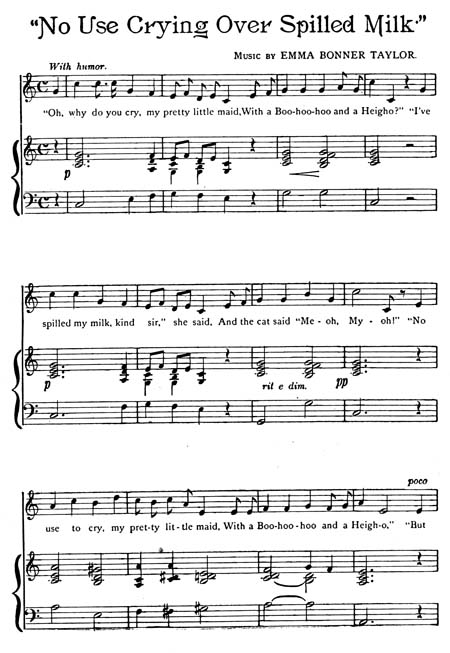 "No Use Crying Over Spilled Milk."
Music by EMMA BONNER TAYLOR.
With humor.
"Oh, why do you cry, my pretty little maid, With a Boo-hoo-hoo and a Heigho?" "I've
p
spilled my milk, kind sir," she said, And the cat said "Me - oh, My - oh!" "No
p rit e dim. pp
poco
use to cry, my pret-ty lit-tle maid, With a Boo-hoo-hoo and a Heigh-o," "But